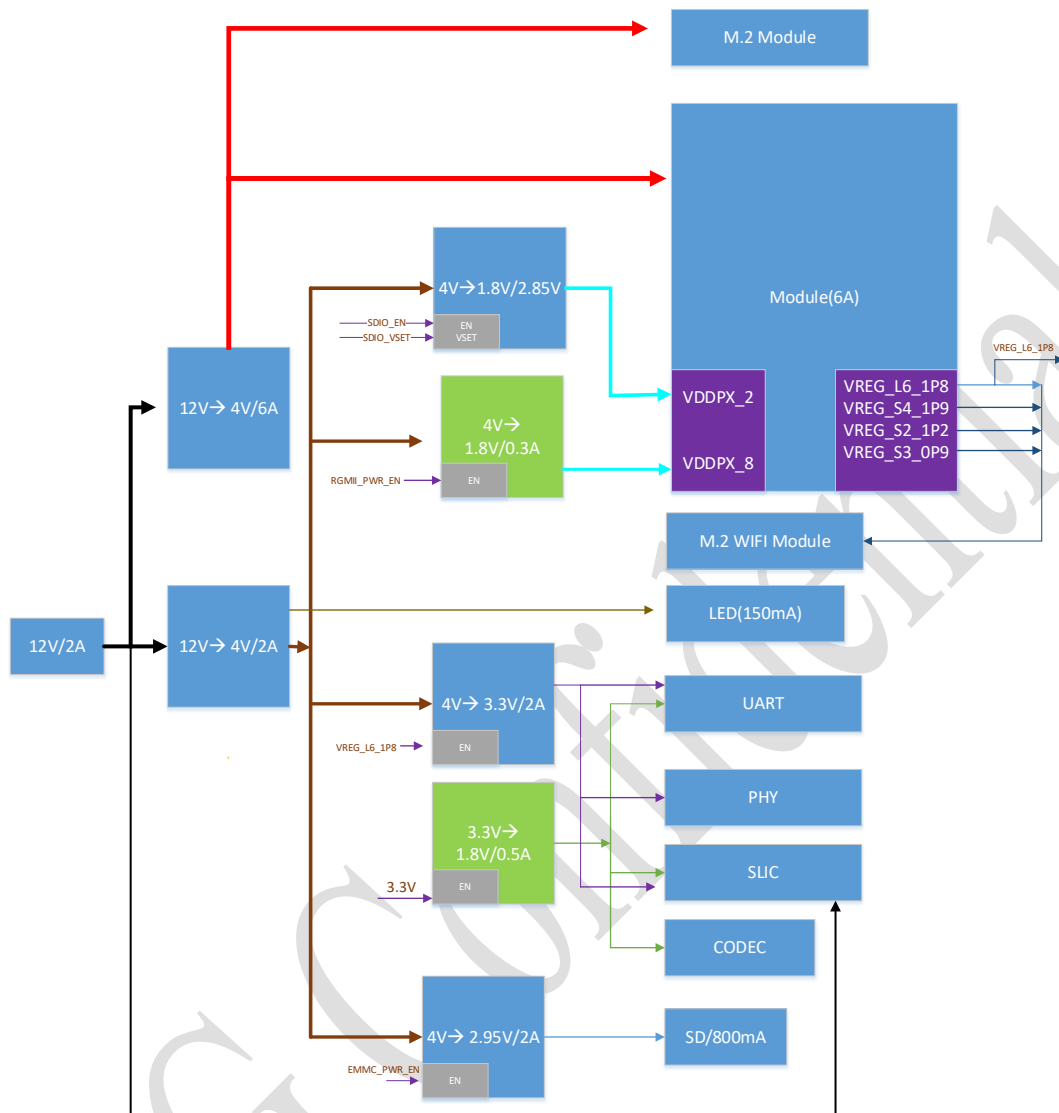 M.2 Module
Module(6A)
4V→1.8V/2.85V
SDIO_EN
SDIO_VSET
EN
VSET
VREG_L6_1P8
12V→ 4V/6A
4V→
1.8V/0.3A
RGMII_PWR_EN
EN
VDDPX_2
VDDPX_8
VREG_L6_1P8
VREG_S4_1P9
VREG_S2_1P2
VREG_S3_0P9
M.2 WIFI Module
LED(150mA)
12V/2A
12V→ 4V/2A
4V→ 3.3V/2A
VREG_L6_1P8
EN
UART
PHY
3.3V→
1.8V/0.5A
3.3V
EN
SLIC
CODEC
4V→ 2.95V/2A
EMMC_PWR_EN
EN
SD/800mA
G Confidential